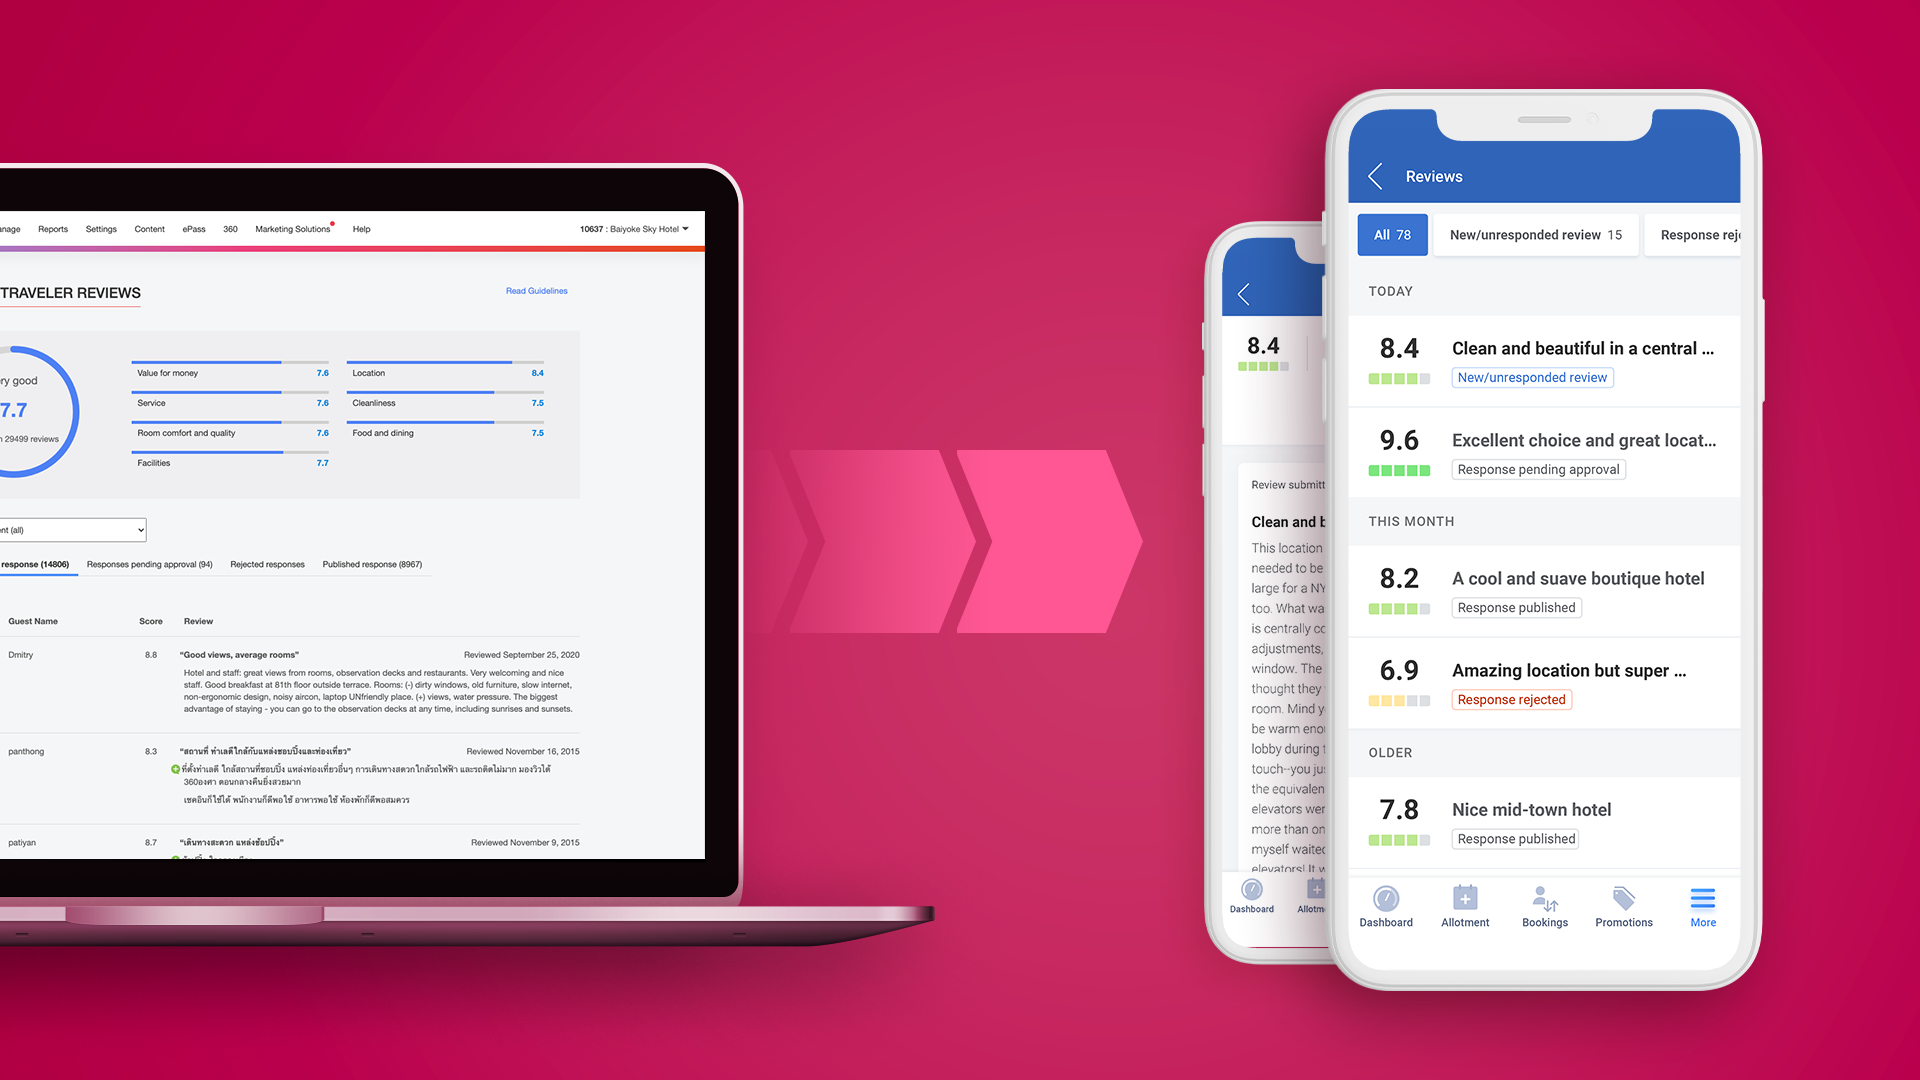 Reports Settings Content ePass 360 Marketing Solutions Help 10637 : Baiyoke Sky Hotel
TRAVELER REVIEWS
Read Guidelines
good
7.7
29499 reviews
Value for money 7.6
Service 7.6
Room comfort and quality 7.6
Facilities 7.7
Location 8.4
Cleanliness 7.5
Food and dining 7.5
(all)
response (14806) Responses pending approval (94) Rejected responses Published response (8967)
Guest Name Score Review
Dmitry 8.8 “Good views, average rooms” Reviewed September 25, 2020
Hotel and staff: great views from rooms, observation decks and restaurants. Very welcoming and nice
staff. Good breakfast at 81th floor outside terrace. Rooms: (-) dirty windows, old furniture, slow internet,
non-ergonomic design, noisy aircon, laptop UNfriendly place. (+) views, water pressure. The biggest
advantage of staying - you can go to the observation decks at any time, including sunrises and sunsets.
panthong 8.3 “สถานที่ ทำเลดีใกล้กับแหล่งชอบปิ้งและท่องเที่ยว” Reviewed November 16, 2015
ที่ตั้งทำเลดี ใกล้สถานที่ชอบปิ้ง แหล่งท่องเที่ยวอื่นๆ การเดินทางสดวกใกล้รถไฟฟ้า และรถติดไม่มาก มองวิวได้
360องศา ตอนกลางคืนยิ่งสวยมาก
เชคอินก็ใช้ได้ พนักงานก็ดีพอใช้ อาหารพอใช้ ห้องพักก็ดีพอสมควร
patiyan 8.7 “เดินทางสะดวก แหล่งช้อปปิ้ง” Reviewed November 9, 2015
8.4
Review
Clean and
This location
needed to be
large for a
too. What
is centrally
adjustments,
window. The
thought they
room. Mind
be warm
lobby during
the
elevators
more than
myself
elevators! It
Dashboard
Reviews
All 78 New/unresponded review 15 Response
TODAY
8.4 Clean and beautiful in a central ...
New/unresponded review
9.6 Excellent choice and great locat...
Response pending approval
THIS MONTH
8.2 A cool and suave boutique hotel
Response published
6.9 Amazing location but super ...
Response rejected
OLDER
7.8 Nice mid-town hotel
Response published
Dashboard Allotment Bookings Promotions More